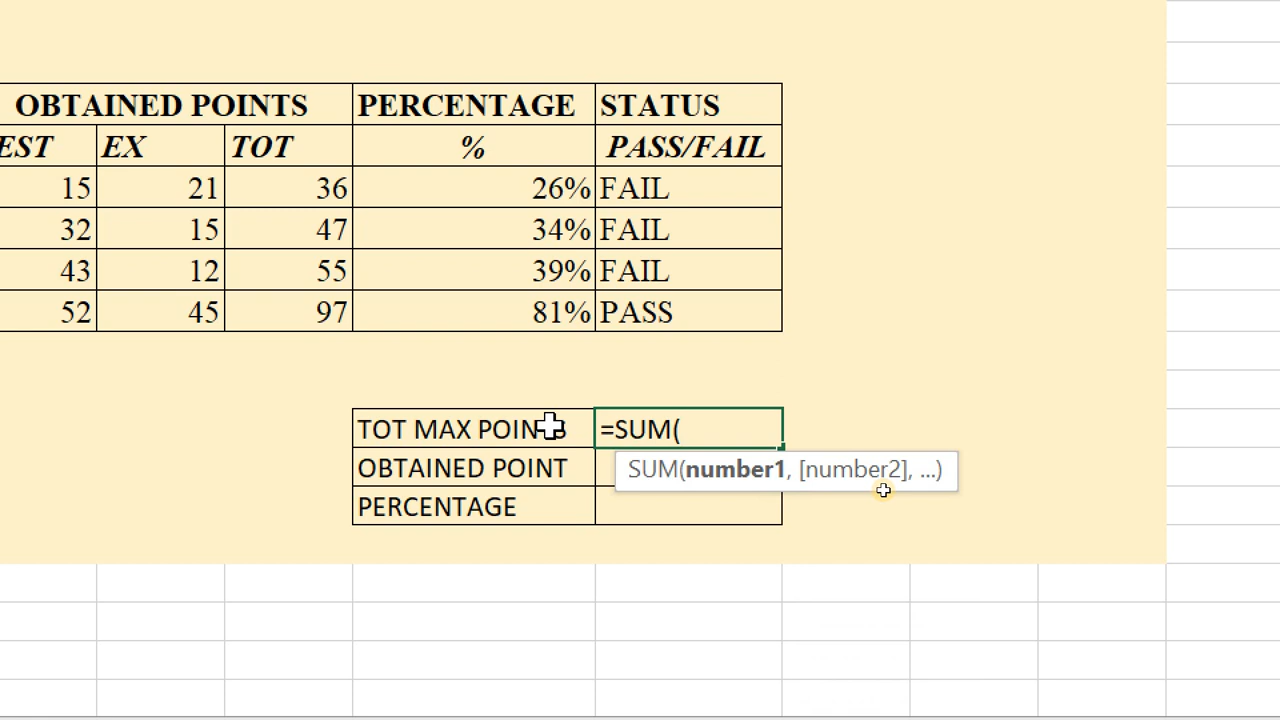 OBTAINED POINTS PERCENTAGE STATUS
EST EX TOT % PASS/FAIL
15 21 36 26% FAIL
32 15 47 34% FAIL
43 12 55 39% FAIL
52 45 97 81% PASS
TOT MAX POINTS =SUM(
OBTAINED POINT SUM(number1, [number2], ...)
PERCENTAGE